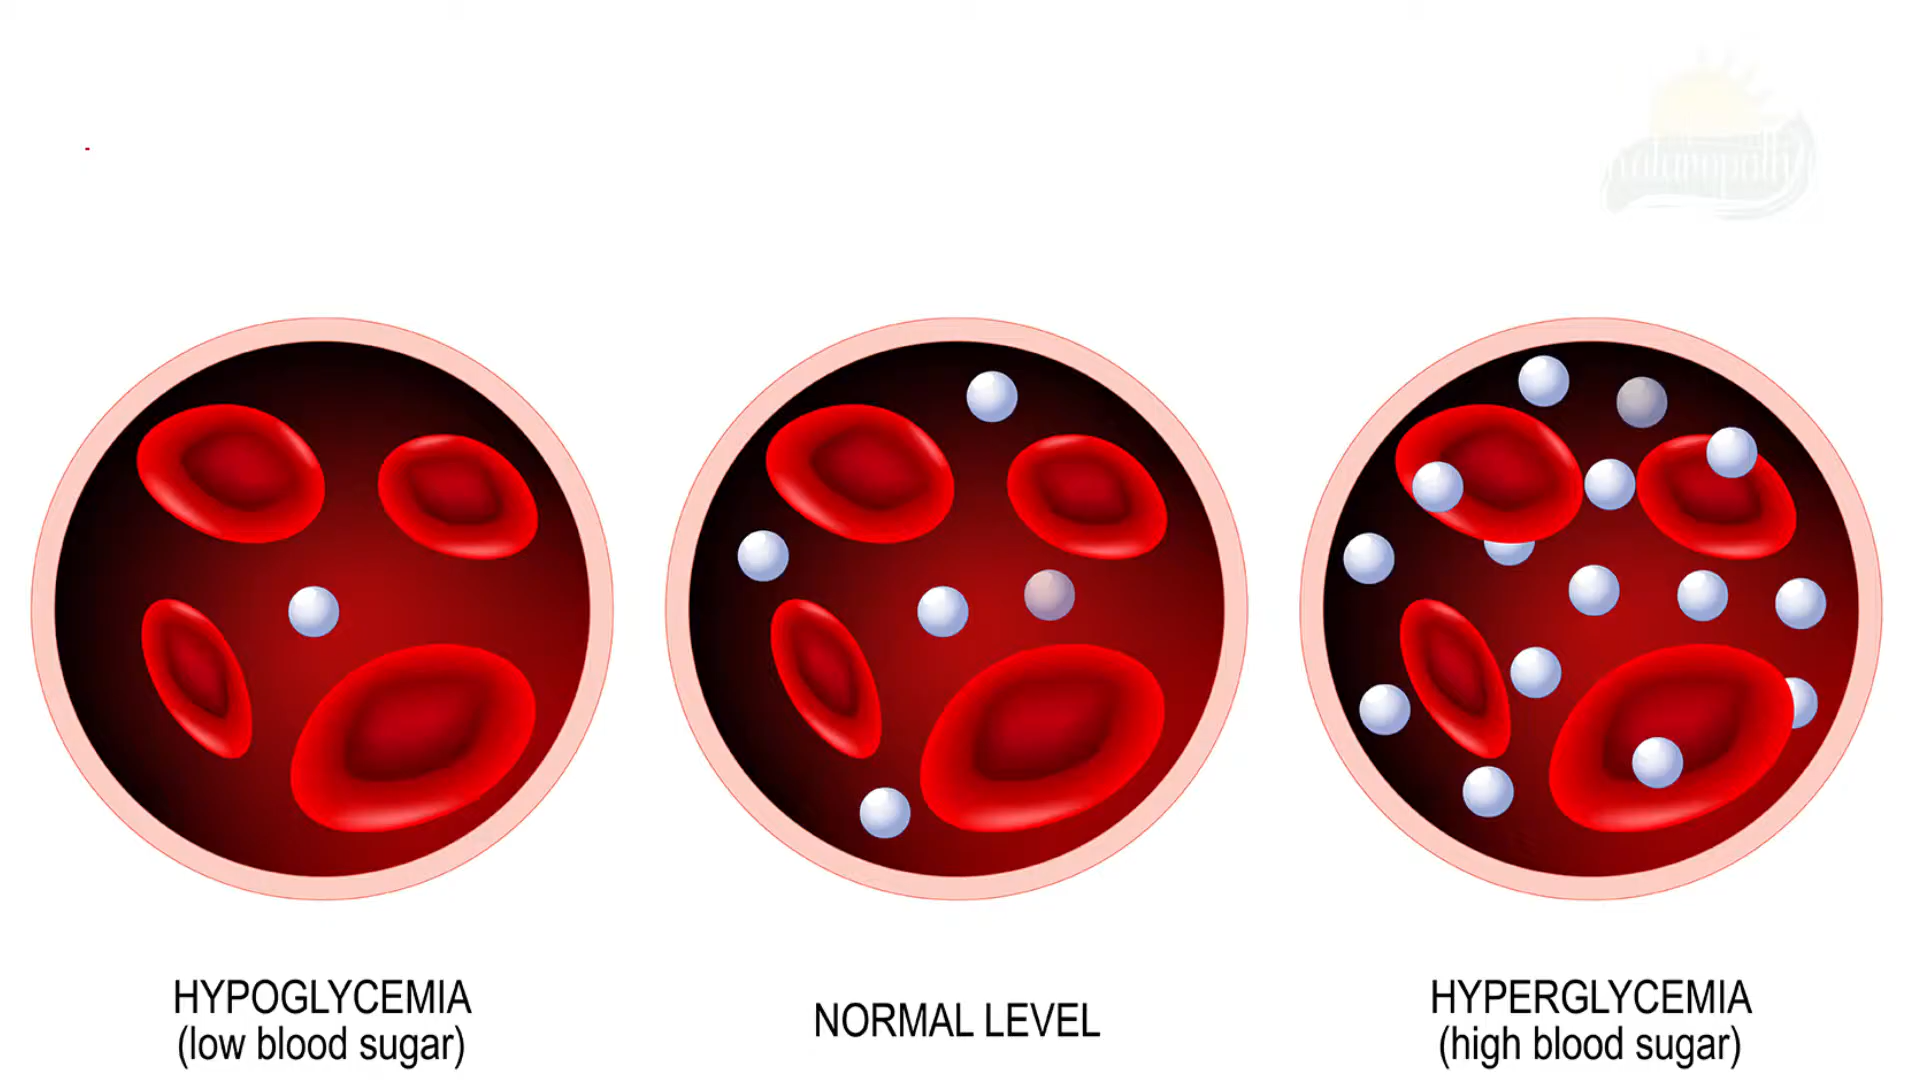 HYPOGLYCEMIA
(low blood sugar)
NORMAL LEVEL
HYPERGLYCEMIA
(high blood sugar)